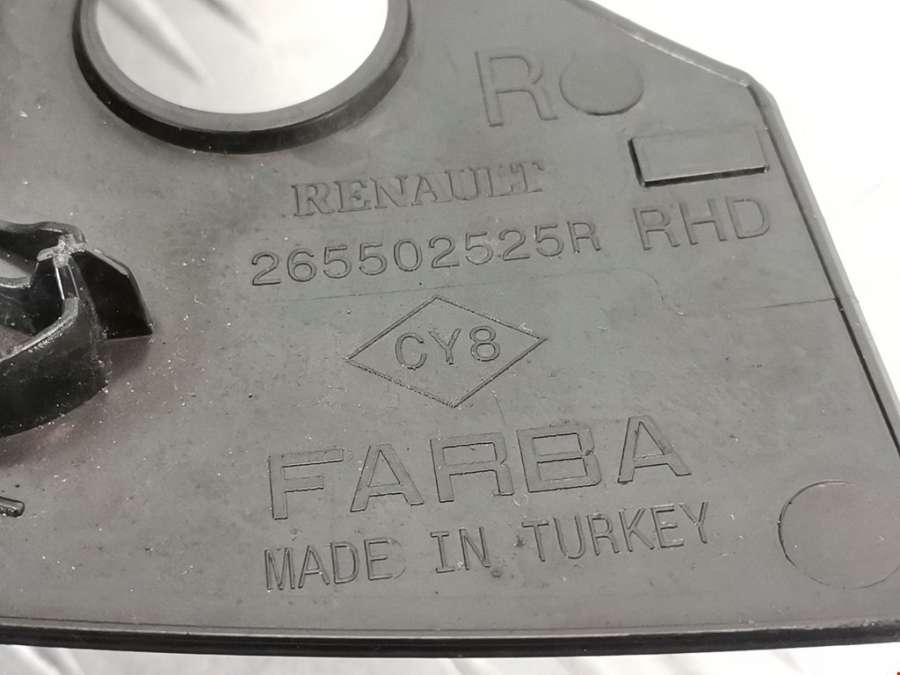 R
RENAULT
265502525R RHD
CY8
FARBA
MADE IN TURKEY